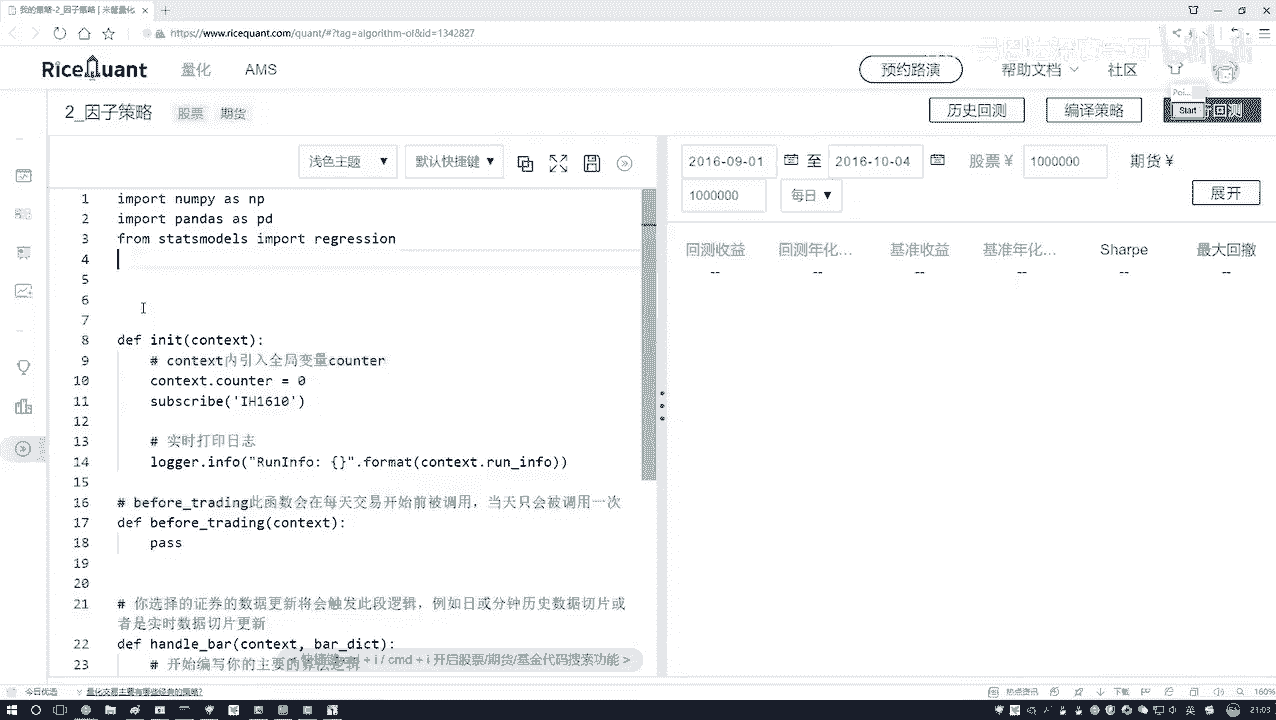 我的策略-2_因子策略 | 米筐量化
https://www.ricequant.com/quant/#?tag=algorithm-ol&id=1342827
RiceQuant 量化 AMS 预约路演 帮助文档 社区
2_因子策略 股票 期货 历史回测 编译策略 Start 回测
浅色主题 ▼ 默认快捷键 ▼
2016-09-01 至 2016-10-04 股票 ¥ 1000000 期货 ¥
1000000 每日 ▼ 展开
回测收益 回测年化... 基准收益 基准年化... Sharpe 最大回撤
-- -- -- -- -- --
1 import numpy as np
2 import pandas as pd
3 from statsmodels import regression
4
5
6
7
8 def init(context):
9 # context内引入全局变量counter
10 context.counter = 0
11 subscribe('IH1610')
12
13 # 实时打印日志
14 logger.info("RunInfo: {}".format(context.run_info))
15
16 # before_trading此函数会在每天交易开始前被调用，当天只会被调用一次
17 def before_trading(context):
18 pass
19
20
21 # 你选择的证券的数据更新将会触发此段逻辑，例如日或分钟历史数据切片或
者是实时数据切片更新
22 def handle_bar(context, bar_dict):
23 # 开始编写你的主要的算法逻辑
+ i / cmd + i 开启股票/期货/基金代码搜索功能 >
今日优选 量化交易主要有哪些经典的策略?
热点资讯 下载 160%
英 21:03